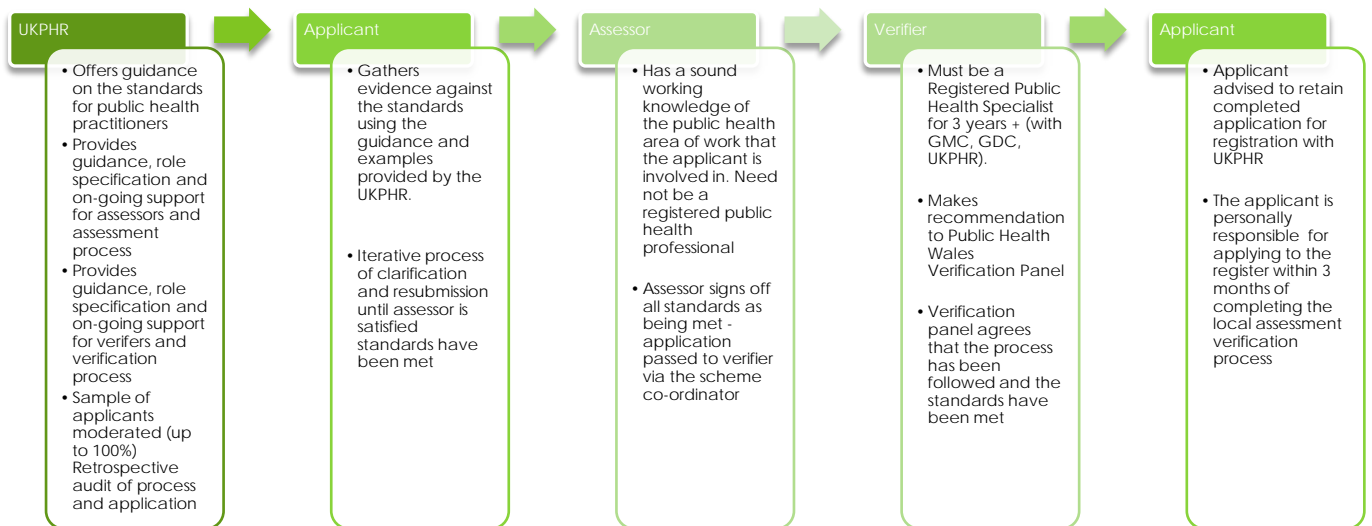 UKPHR
• Offers guidance
on the standards
for public health
practitioners
• Provides
guidance, role
specification and
on-going support
for assessors and
assessment
process
• Provides
guidance, role
specification and
on-going support
for verifers and
verification
process
• Sample of
applicants
moderated (up
to 100%)
Retrospective
audit of process
and application
Applicant
• Gathers
evidence against
the standards
using the
guidance and
examples
provided by the
UKPHR.
• Iterative process
of clarification
and resubmission
until assessor is
satisfied
standards have
been met
Assessor
• Has a sound
working
knowledge of
the public health
area of work that
the applicant is
involved in. Need
not be a
registered public
health
professional
• Assessor signs off
all standards as
being met -
application
passed to verifier
via the scheme
co-ordinator
Verifier
• Must be a
Registered Public
Health Specialist
for 3 years + (with
GMC, GDC,
UKPHR).
• Makes
recommendation
to Public Health
Wales
Verification Panel
• Verification
panel agrees
that the process
has been
followed and the
standards have
been met
Applicant
• Applicant
advised to retain
completed
application for
registration with
UKPHR
• The applicant is
personally
responsible for
applying to the
register within 3
months of
completing the
local assessment
verification
process